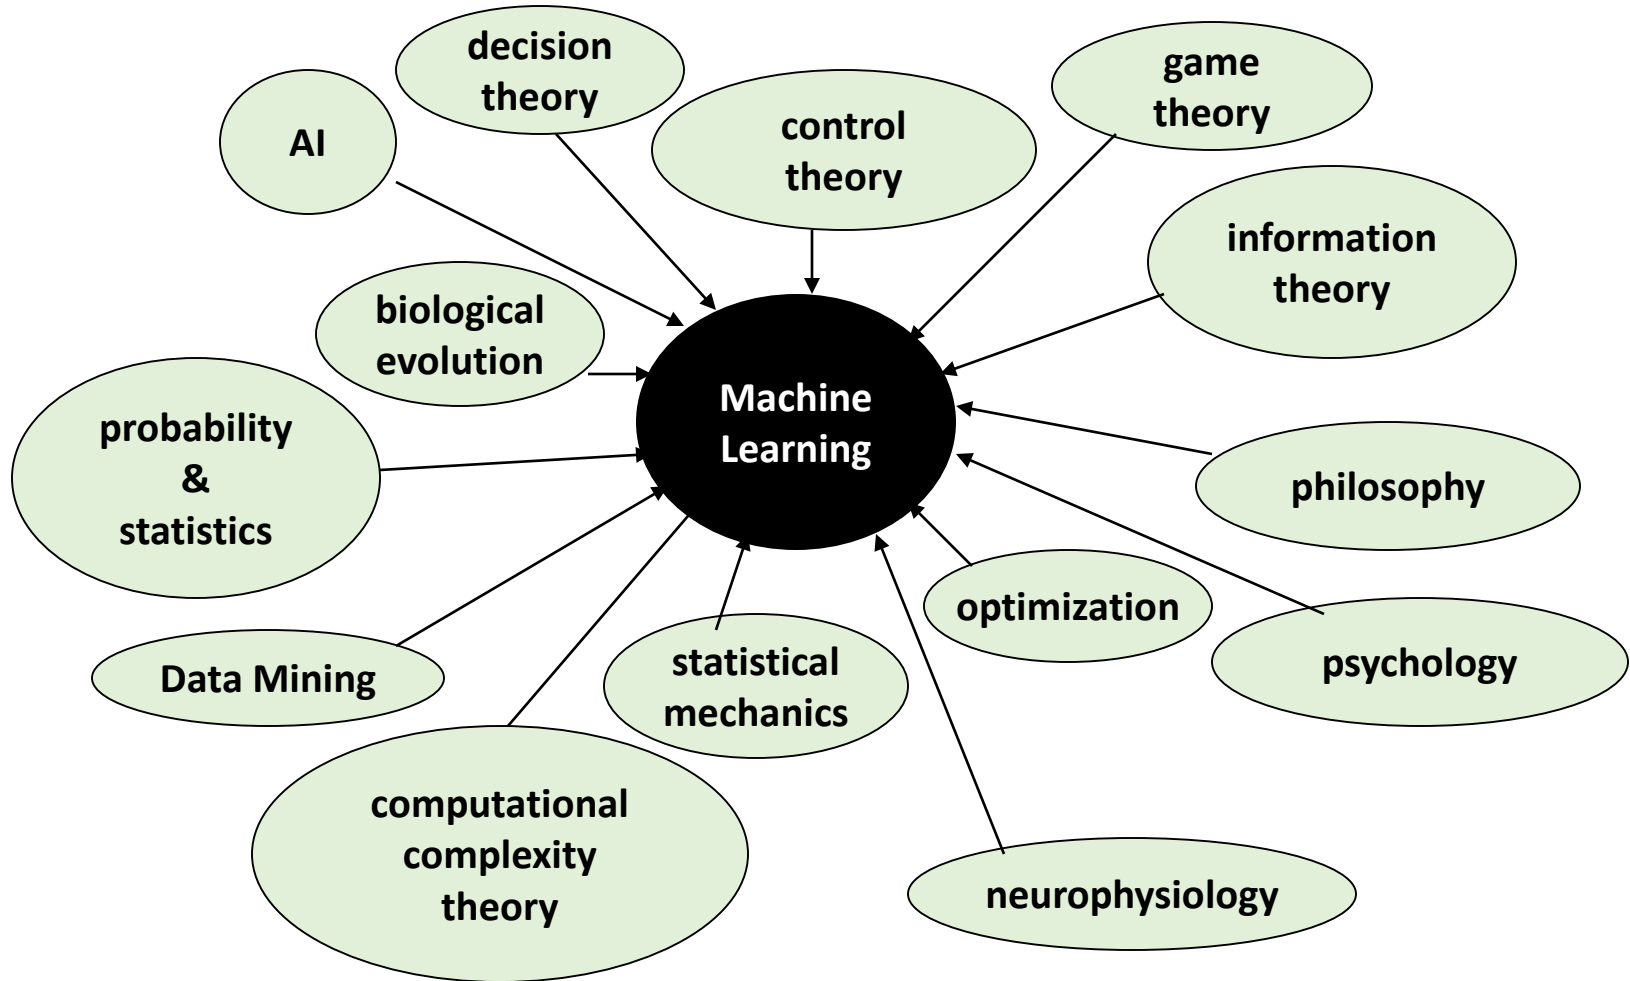 decision
theory
game
theory
AI
control
theory
information
theory
biological
evolution
Machine
Learning
probability
&
statistics
philosophy
optimization
statistical
mechanics
psychology
Data Mining
computational
complexity
theory
neurophysiology